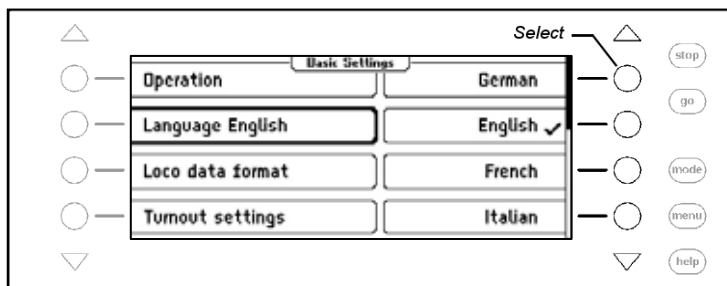 Select
stop
Basic Settings
Operation German
go
Language English English ✓
Loco data format French
mode
Turnout settings Italian
menu
help